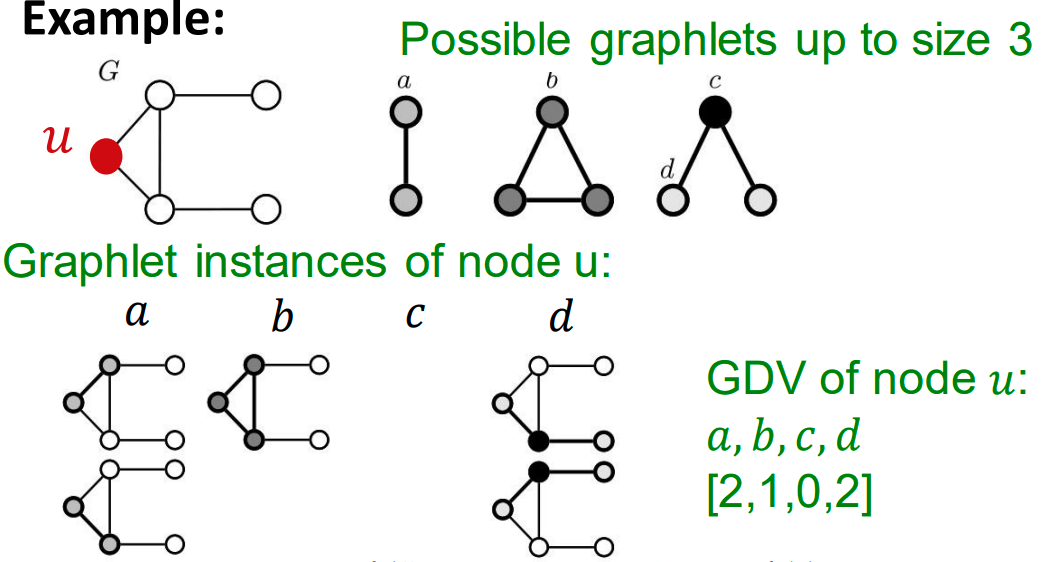 Example:
Possible graphlets up to size 3
G
a
b
c
u
d
Graphlet instances of node u:
a b c d
GDV of node u:
a, b, c, d
[2,1,0,2]